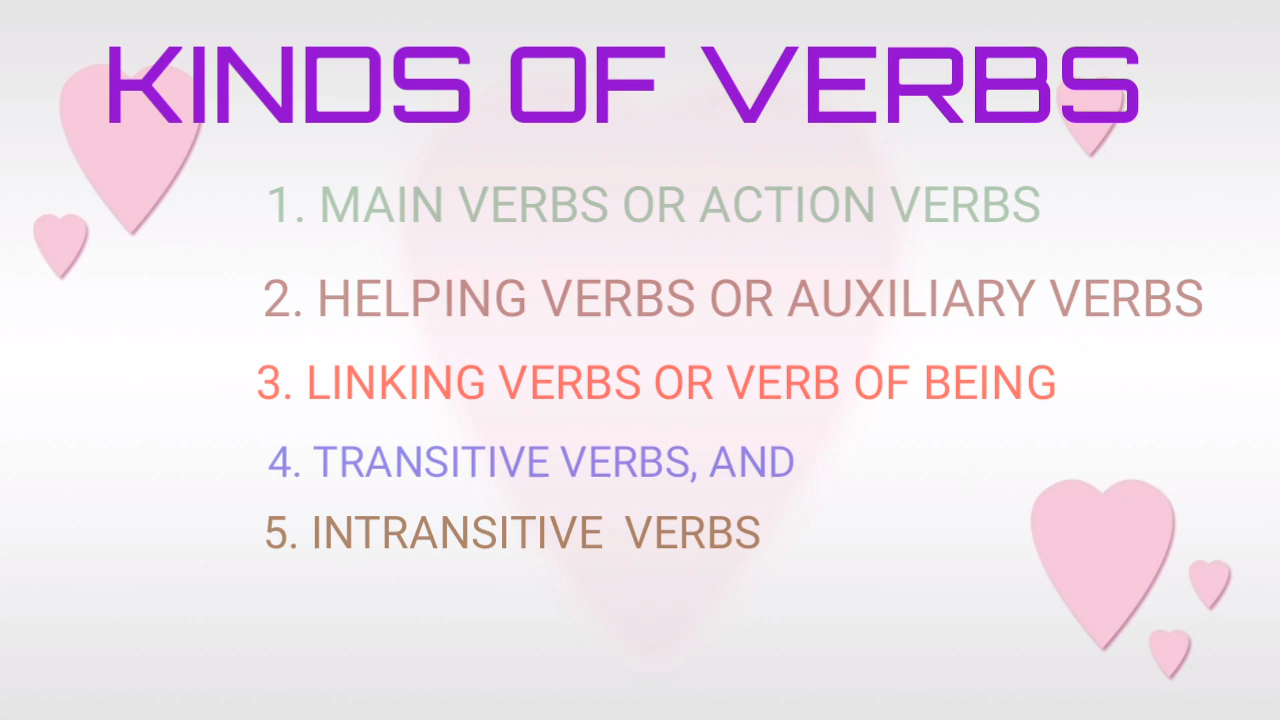 KINDS OF VERBS
1. MAIN VERBS OR ACTION VERBS
2. HELPING VERBS OR AUXILIARY VERBS
3. LINKING VERBS OR VERB OF BEING
4. TRANSITIVE VERBS, AND
5. INTRANSITIVE  VERBS